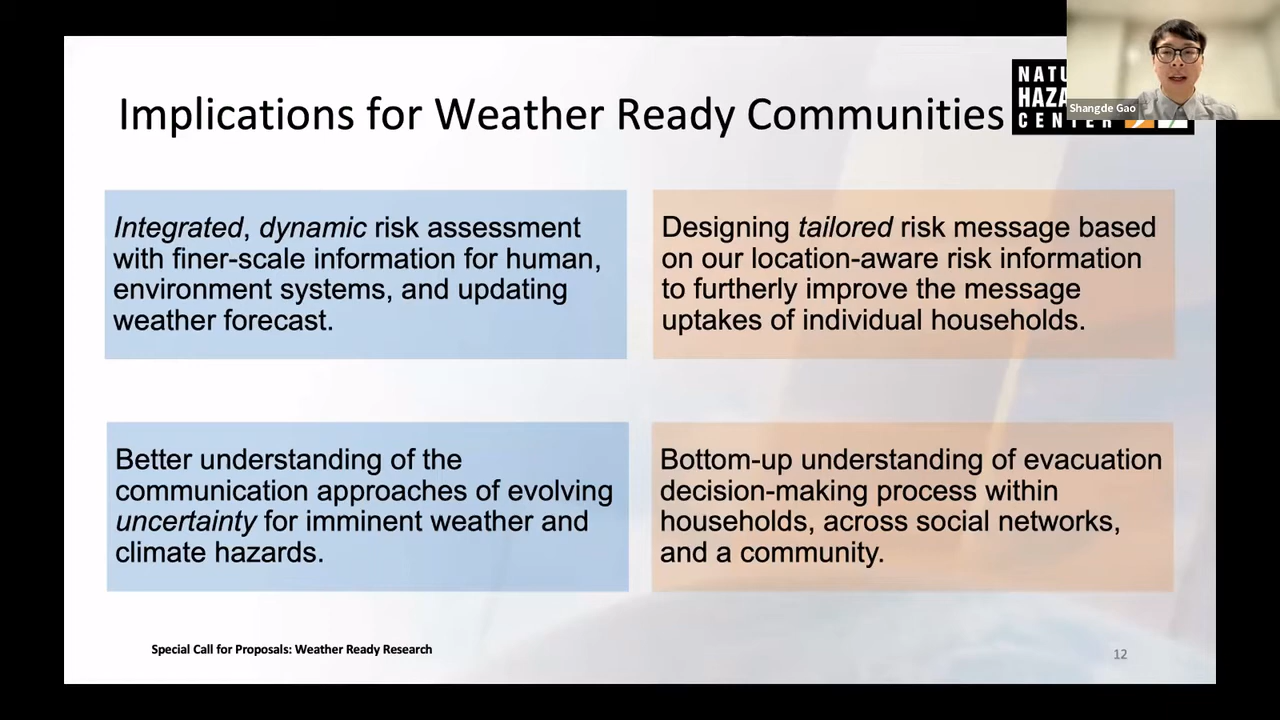 Implications for Weather Ready Communities
NATU
HAZA
CENTER
Shangde Gao
Integrated, dynamic risk assessment
with finer-scale information for human,
environment systems, and updating
weather forecast.
Designing tailored risk message based
on our location-aware risk information
to furtherly improve the message
uptakes of individual households.
Better understanding of the
communication approaches of evolving
uncertainty for imminent weather and
climate hazards.
Bottom-up understanding of evacuation
decision-making process within
households, across social networks,
and a community.
Special Call for Proposals: Weather Ready Research
12